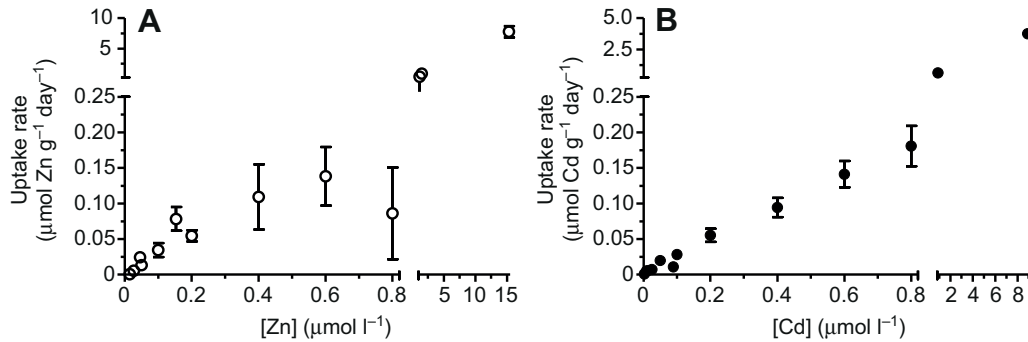 A
Uptake rate
(μmol Zn g⁻¹ day⁻¹)
10
5
0.25
0.20
0.15
0.10
0.05
0
0 0.2 0.4 0.6 0.8 5 10 15
[Zn] (μmol l⁻¹)
B
Uptake rate
(μmol Cd g⁻¹ day⁻¹)
5.0
2.5
0.25
0.20
0.15
0.10
0.05
0
0 0.2 0.4 0.6 0.8 2 4 6 8
[Cd] (μmol l⁻¹)